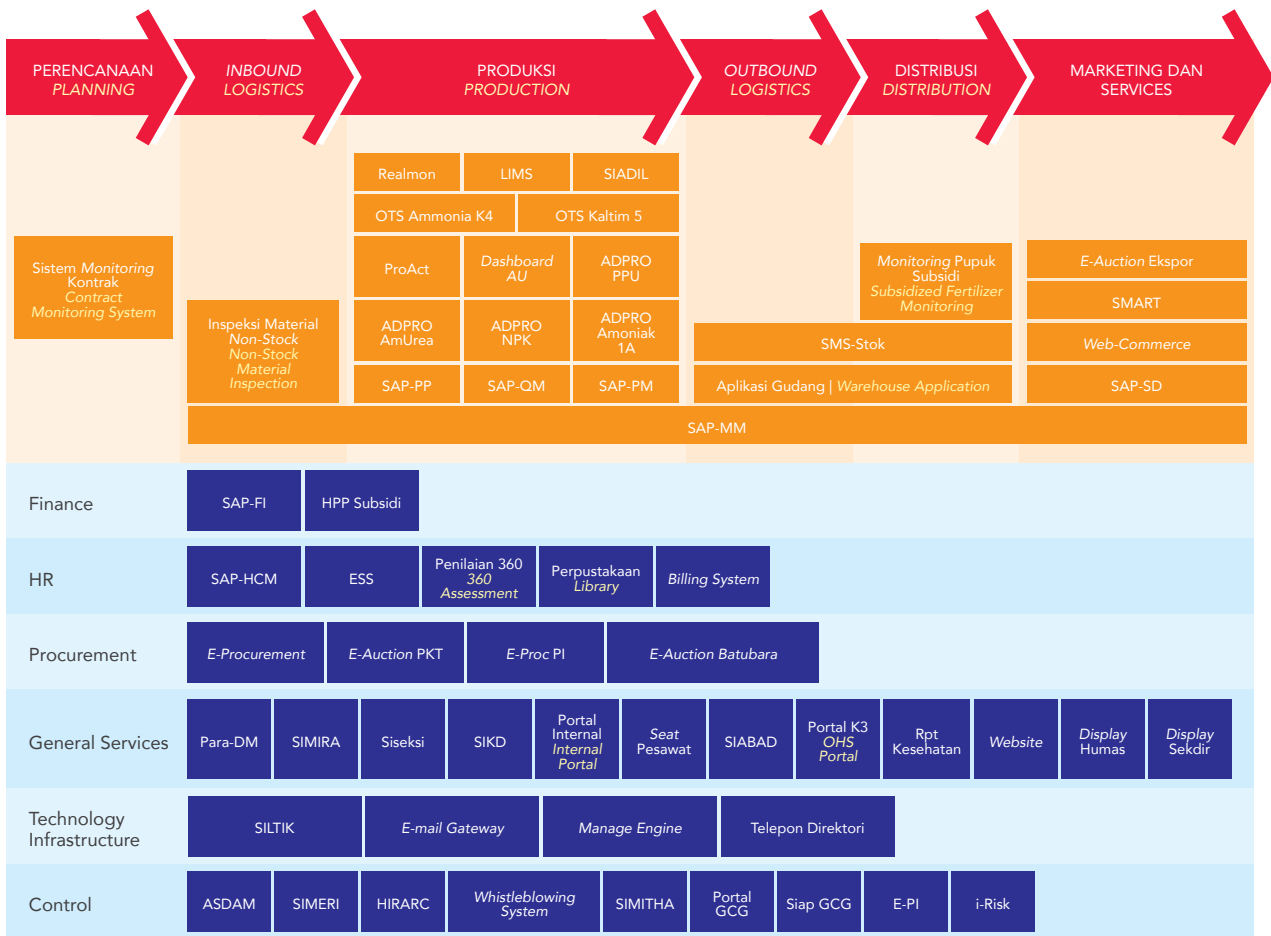 PERENCANAAN
PLANNING
INBOUND
LOGISTICS
PRODUKSI
PRODUCTION
OUTBOUND
LOGISTICS
DISTRIBUSI
DISTRIBUTION
MARKETING DAN
SERVICES
Sistem Monitoring
Kontrak
Contract
Monitoring System
Inspeksi Material
Non-Stock
Non-Stock
Material
Inspection
Realmon
LIMS
SIADIL
OTS Ammonia K4
OTS Kaltim 5
ProAct
Dashboard
AU
ADPRO
PPU
ADPRO
AmUrea
ADPRO
NPK
ADPRO
Amoniak
1A
SAP-PP
SAP-QM
SAP-PM
Monitoring Pupuk
Subsidi
Subsidized Fertilizer
Monitoring
SMS-Stok
Aplikasi Gudang | Warehouse Application
E-Auction Ekspor
SMART
Web-Commerce
SAP-SD
SAP-MM
Finance
SAP-FI
HPP Subsidi
HR
SAP-HCM
ESS
Penilaian 360
360
Assessment
Perpustakaan
Library
Billing System
Procurement
E-Procurement
E-Auction PKT
E-Proc PI
E-Auction Batubara
General Services
Para-DM
SIMIRA
Siseksi
SIKD
Portal
Internal
Internal
Portal
Seat
Pesawat
SIABAD
Portal K3
OHS
Portal
Rpt
Kesehatan
Website
Display
Humas
Display
Sekdir
Technology
Infrastructure
SILTIK
E-mail Gateway
Manage Engine
Telepon Direktori
Control
ASDAM
SIMERI
HIRARC
Whistleblowing
System
SIMITHA
Portal
GCG
Siap GCG
E-PI
i-Risk